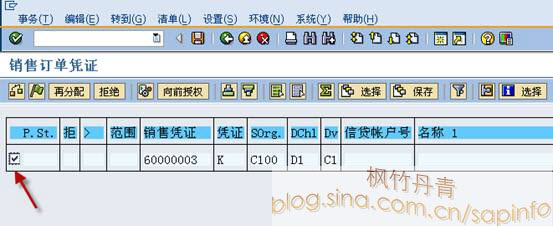 事务(T) 编辑(E) 转到(G) 清单(L) 设置(S) 环境(N) 系统(Y) 帮助(H)
销售订单凭证
再分配 拒绝 向前授权 选择 保存 选择
P.St. 拒 > 范围 销售凭证 凭证 SOrg. DChl Dv 信贷帐户号 名称 1
60000003 K C100 D1 C1
枫竹丹青
blog.sina.com.cn/sapinfo